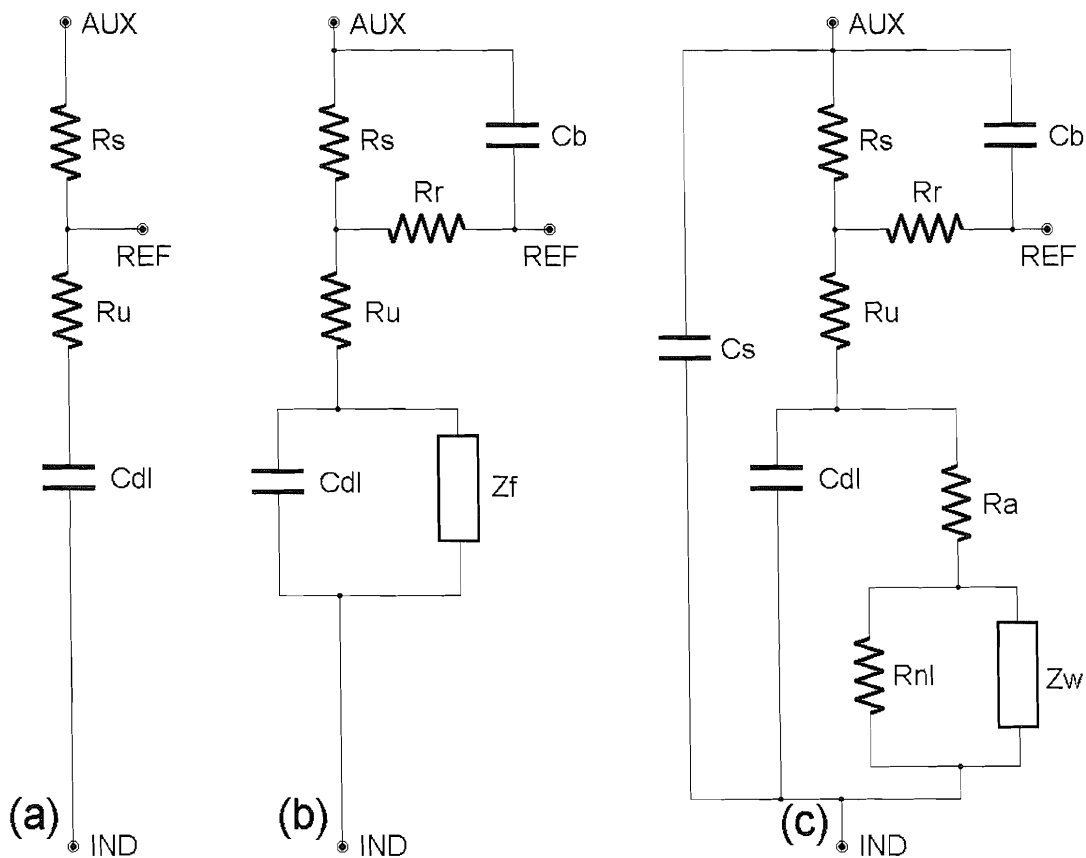 AUX
Rs
REF
Ru
Cdl
(a)
IND
AUX
Rs
Cb
Rr
REF
Ru
Cdl
Zf
(b)
IND
AUX
Rs
Cb
Rr
REF
Ru
Cs
Cdl
Ra
Rnl
Zw
(c)
IND